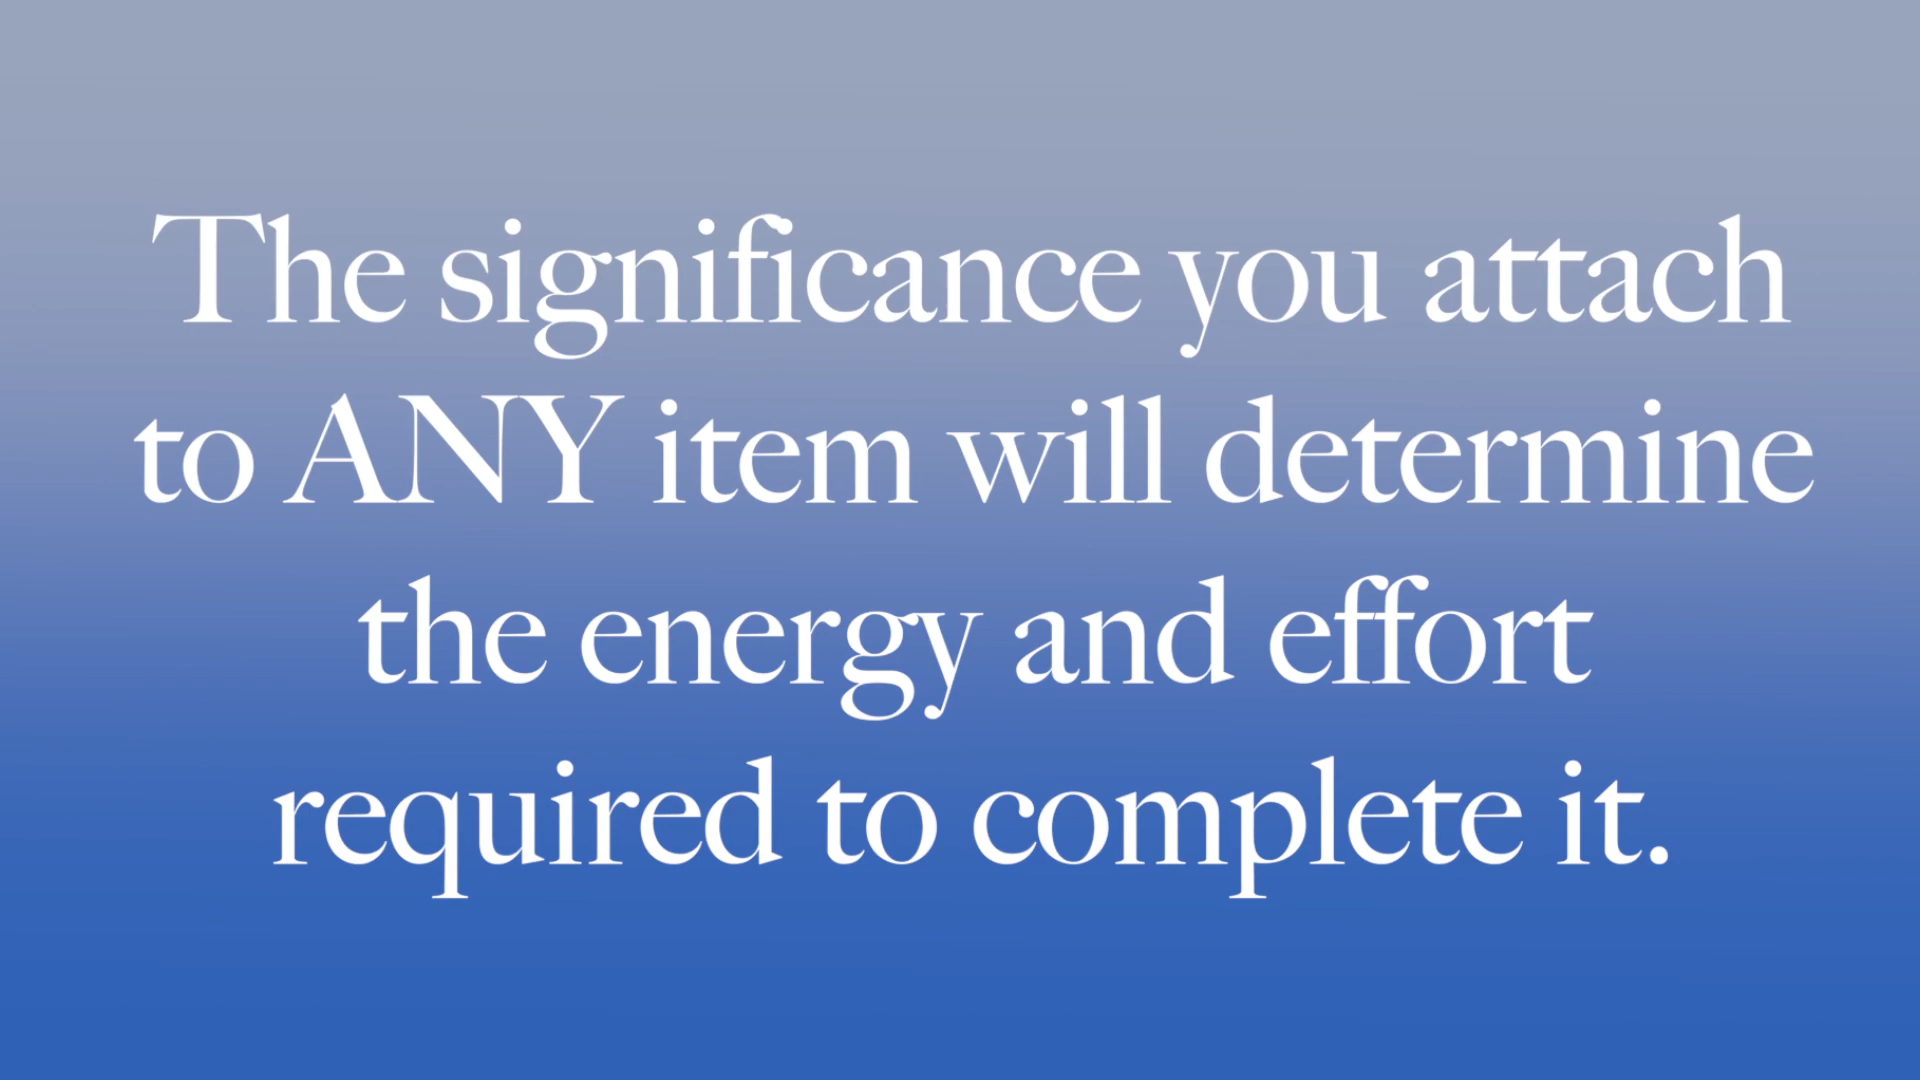 The significance you attach
to ANY item will determine
the energy and effort
required to complete it.